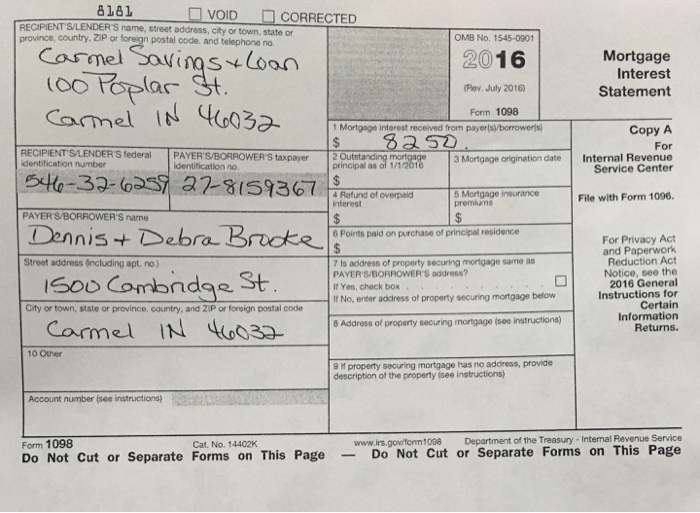 8181 ☐ VOID ☐ CORRECTED
RECIPIENT'S/LENDER'S name, street address, city or town, state or
province, country, ZIP or foreign postal code, and telephone no.
Carmel Savings + Loan
100 Poplar St.
Carmel IN 46032
OMB No. 1545-0901
2016
(Rev. July 2016)
Form 1098
Mortgage
Interest
Statement
1 Mortgage interest received from payer(s)/borrower(s)
$ 8250.
Copy A
For
Internal Revenue
Service Center
File with Form 1096.
RECIPIENT'S/LENDER'S federal
identification number
546-32-6259
PAYER'S/BORROWER'S taxpayer
identification no.
27-8159367
2 Outstanding mortgage
principal as of 1/1/2016
$
3 Mortgage origination date
4 Refund of overpaid
interest
$
5 Mortgage insurance
premiums
$
PAYER'S/BORROWER'S name
Dennis + Debra Brooke
6 Points paid on purchase of principal residence
$
For Privacy Act
and Paperwork
Reduction Act
Notice, see the
2016 General
Instructions for
Certain
Information
Returns.
Street address (including apt. no.)
1500 Cambridge St.
7 Is address of property securing mortgage same as
PAYER'S/BORROWER'S address?
If Yes, check box ☐
If No, enter address of property securing mortgage below
City or town, state or province, country, and ZIP or foreign postal code
Carmel IN 46032
8 Address of property securing mortgage (see instructions)
10 Other
9 If property securing mortgage has no address, provide
description of the property (see instructions)
Account number (see instructions)
Form 1098 Cat. No. 14402K www.irs.gov/form1098 Department of the Treasury - Internal Revenue Service
Do Not Cut or Separate Forms on This Page — Do Not Cut or Separate Forms on This Page